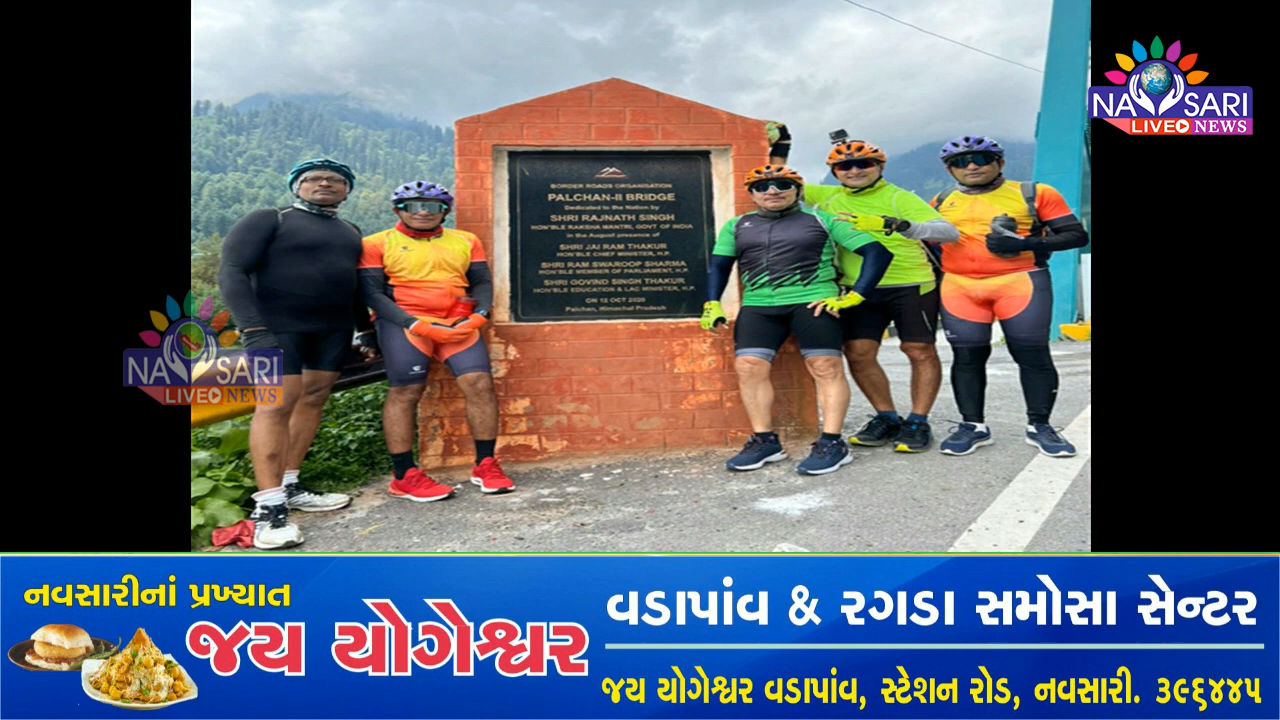 NAVSARI
LIVE NEWS
BORDER ROADS ORGANISATION
PALCHAN-II BRIDGE
Dedicated to the Nation by
SHRI RAJNATH SINGH
HON'BLE RAKSHA MANTRI, GOVT OF INDIA
in the August presence of
SHRI JAI RAM THAKUR
HON'BLE CHIEF MINISTER, H.P.
SHRI RAM SWAROOP SHARMA
HON'BLE MEMBER OF PARLIAMENT, H.P.
SHRI GOVIND SINGH THAKUR
HON'BLE EDUCATION & LAC MINISTER, H.P.
ON 12 OCT 2020
Palchan, Himachal Pradesh
NAVSARI
LIVE NEWS
નવસારીનાં પ્રખ્યાત
જય યોગેશ્વર
વડાપાંવ & રગડા સમોસા સેન્ટર
જય યોગેશ્વર વડાપાંવ, સ્ટેશન રોડ, નવસારી. ૩૯૬૪૪૫